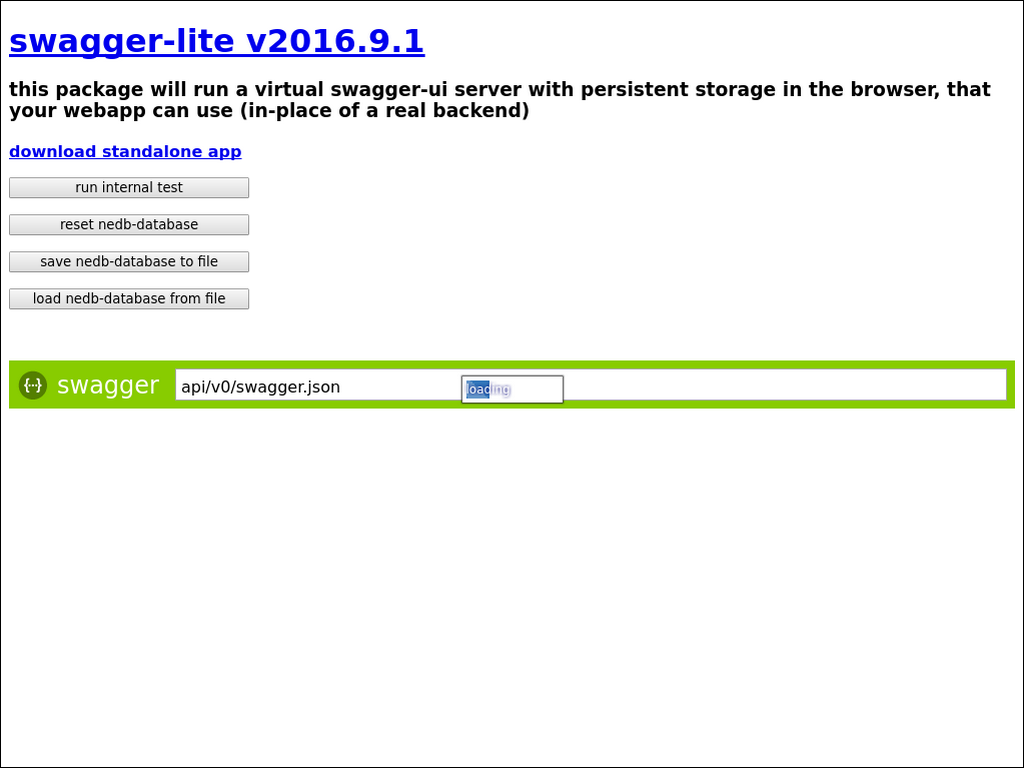 swagger-lite v2016.9.1
this package will run a virtual swagger-ui server with persistent storage in the browser, that
your webapp can use (in-place of a real backend)
download standalone app
run internal test
reset nedb-database
save nedb-database to file
load nedb-database from file
{··} swagger api/v0/swagger.json loading